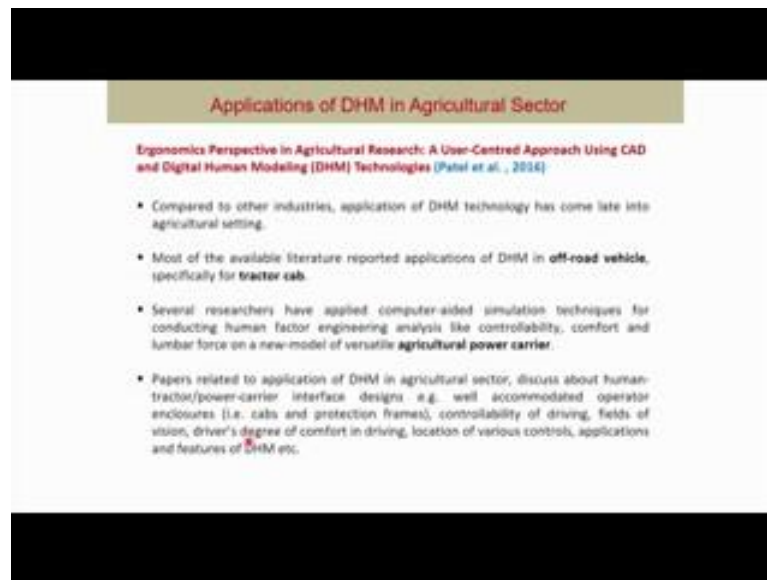 Applications of DHM in Agricultural Sector
Ergonomics Perspective in Agricultural Research: A User-Centred Approach Using CAD
and Digital Human Modeling (DHM) Technologies (Patel et al. , 2016)
• Compared to other industries, application of DHM technology has come late into
agricultural setting.
• Most of the available literature reported applications of DHM in off-road vehicle,
specifically for tractor cab.
• Several researchers have applied computer-aided simulation techniques for
conducting human factor engineering analysis like controllability, comfort and
lumbar force on a new-model of versatile agricultural power carrier.
• Papers related to application of DHM in agricultural sector, discuss about human-
tractor/power-carrier interface designs e.g. well accommodated operator
enclosures (i.e. cabs and protection frames), controllability of driving, fields of
vision, driver's degree of comfort in driving, location of various controls, applications
and features of DHM etc.